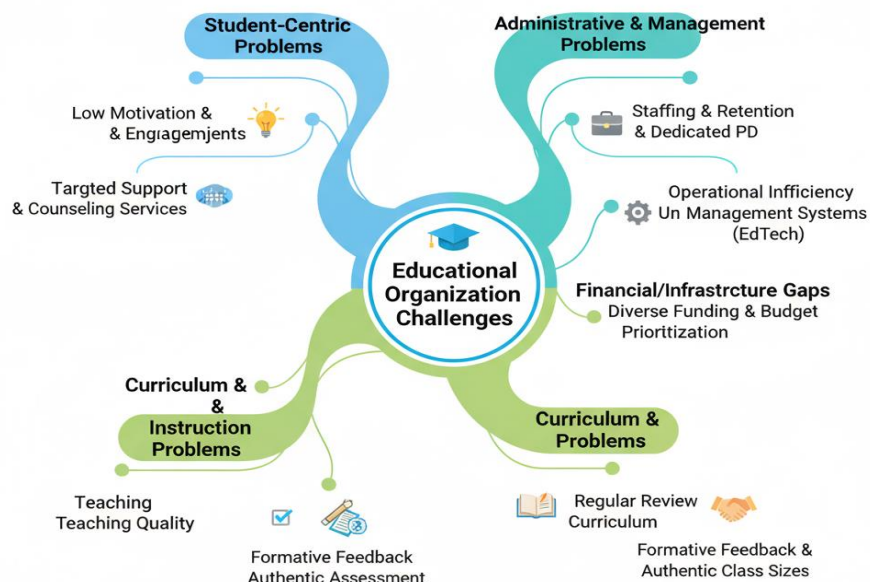 Student-Centric
Problems
Low Motivation &
& Engıagemȷents
Targted Support
& Counseling Services
Administrative & Management
Problems
Staffing & Retention
& Dedicated PD
Operational Infficiency
Un Management Systems
(EdTech)
Educational
Organization
Challenges
Financial/Infrastrcture Gaps
Diverse Funding & Budget
Prioritization
Curriculum &
&
Instruction
Problems
Teaching
Teaching Quality
Formative Feedback
Authentic Assessment
Curriculum &
Problems
Regular Review
Curriculum
Formative Feedback &
Authentic Class Sizes